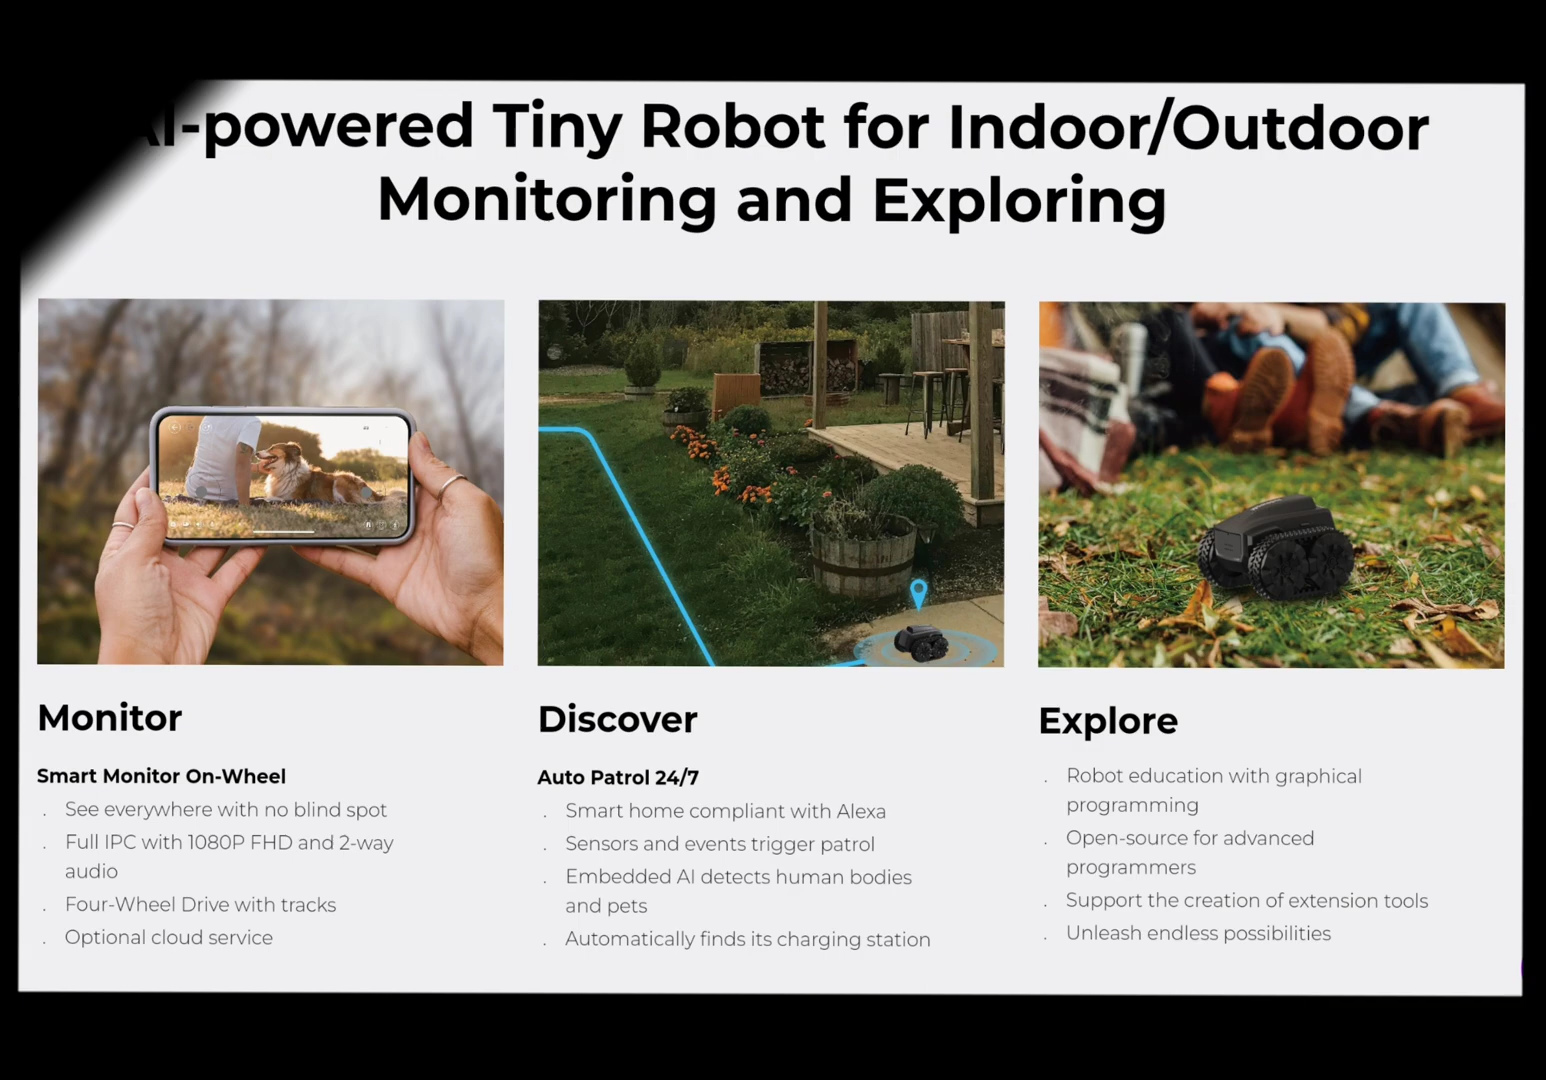 AI-powered Tiny Robot for Indoor/Outdoor
Monitoring and Exploring
Monitor
Smart Monitor On-Wheel
. See everywhere with no blind spot
. Full IPC with 1080P FHD and 2-way
audio
. Four-Wheel Drive with tracks
. Optional cloud service
Discover
Auto Patrol 24/7
. Smart home compliant with Alexa
. Sensors and events trigger patrol
. Embedded AI detects human bodies
and pets
. Automatically finds its charging station
Explore
. Robot education with graphical
programming
. Open-source for advanced
programmers
. Support the creation of extension tools
. Unleash endless possibilities